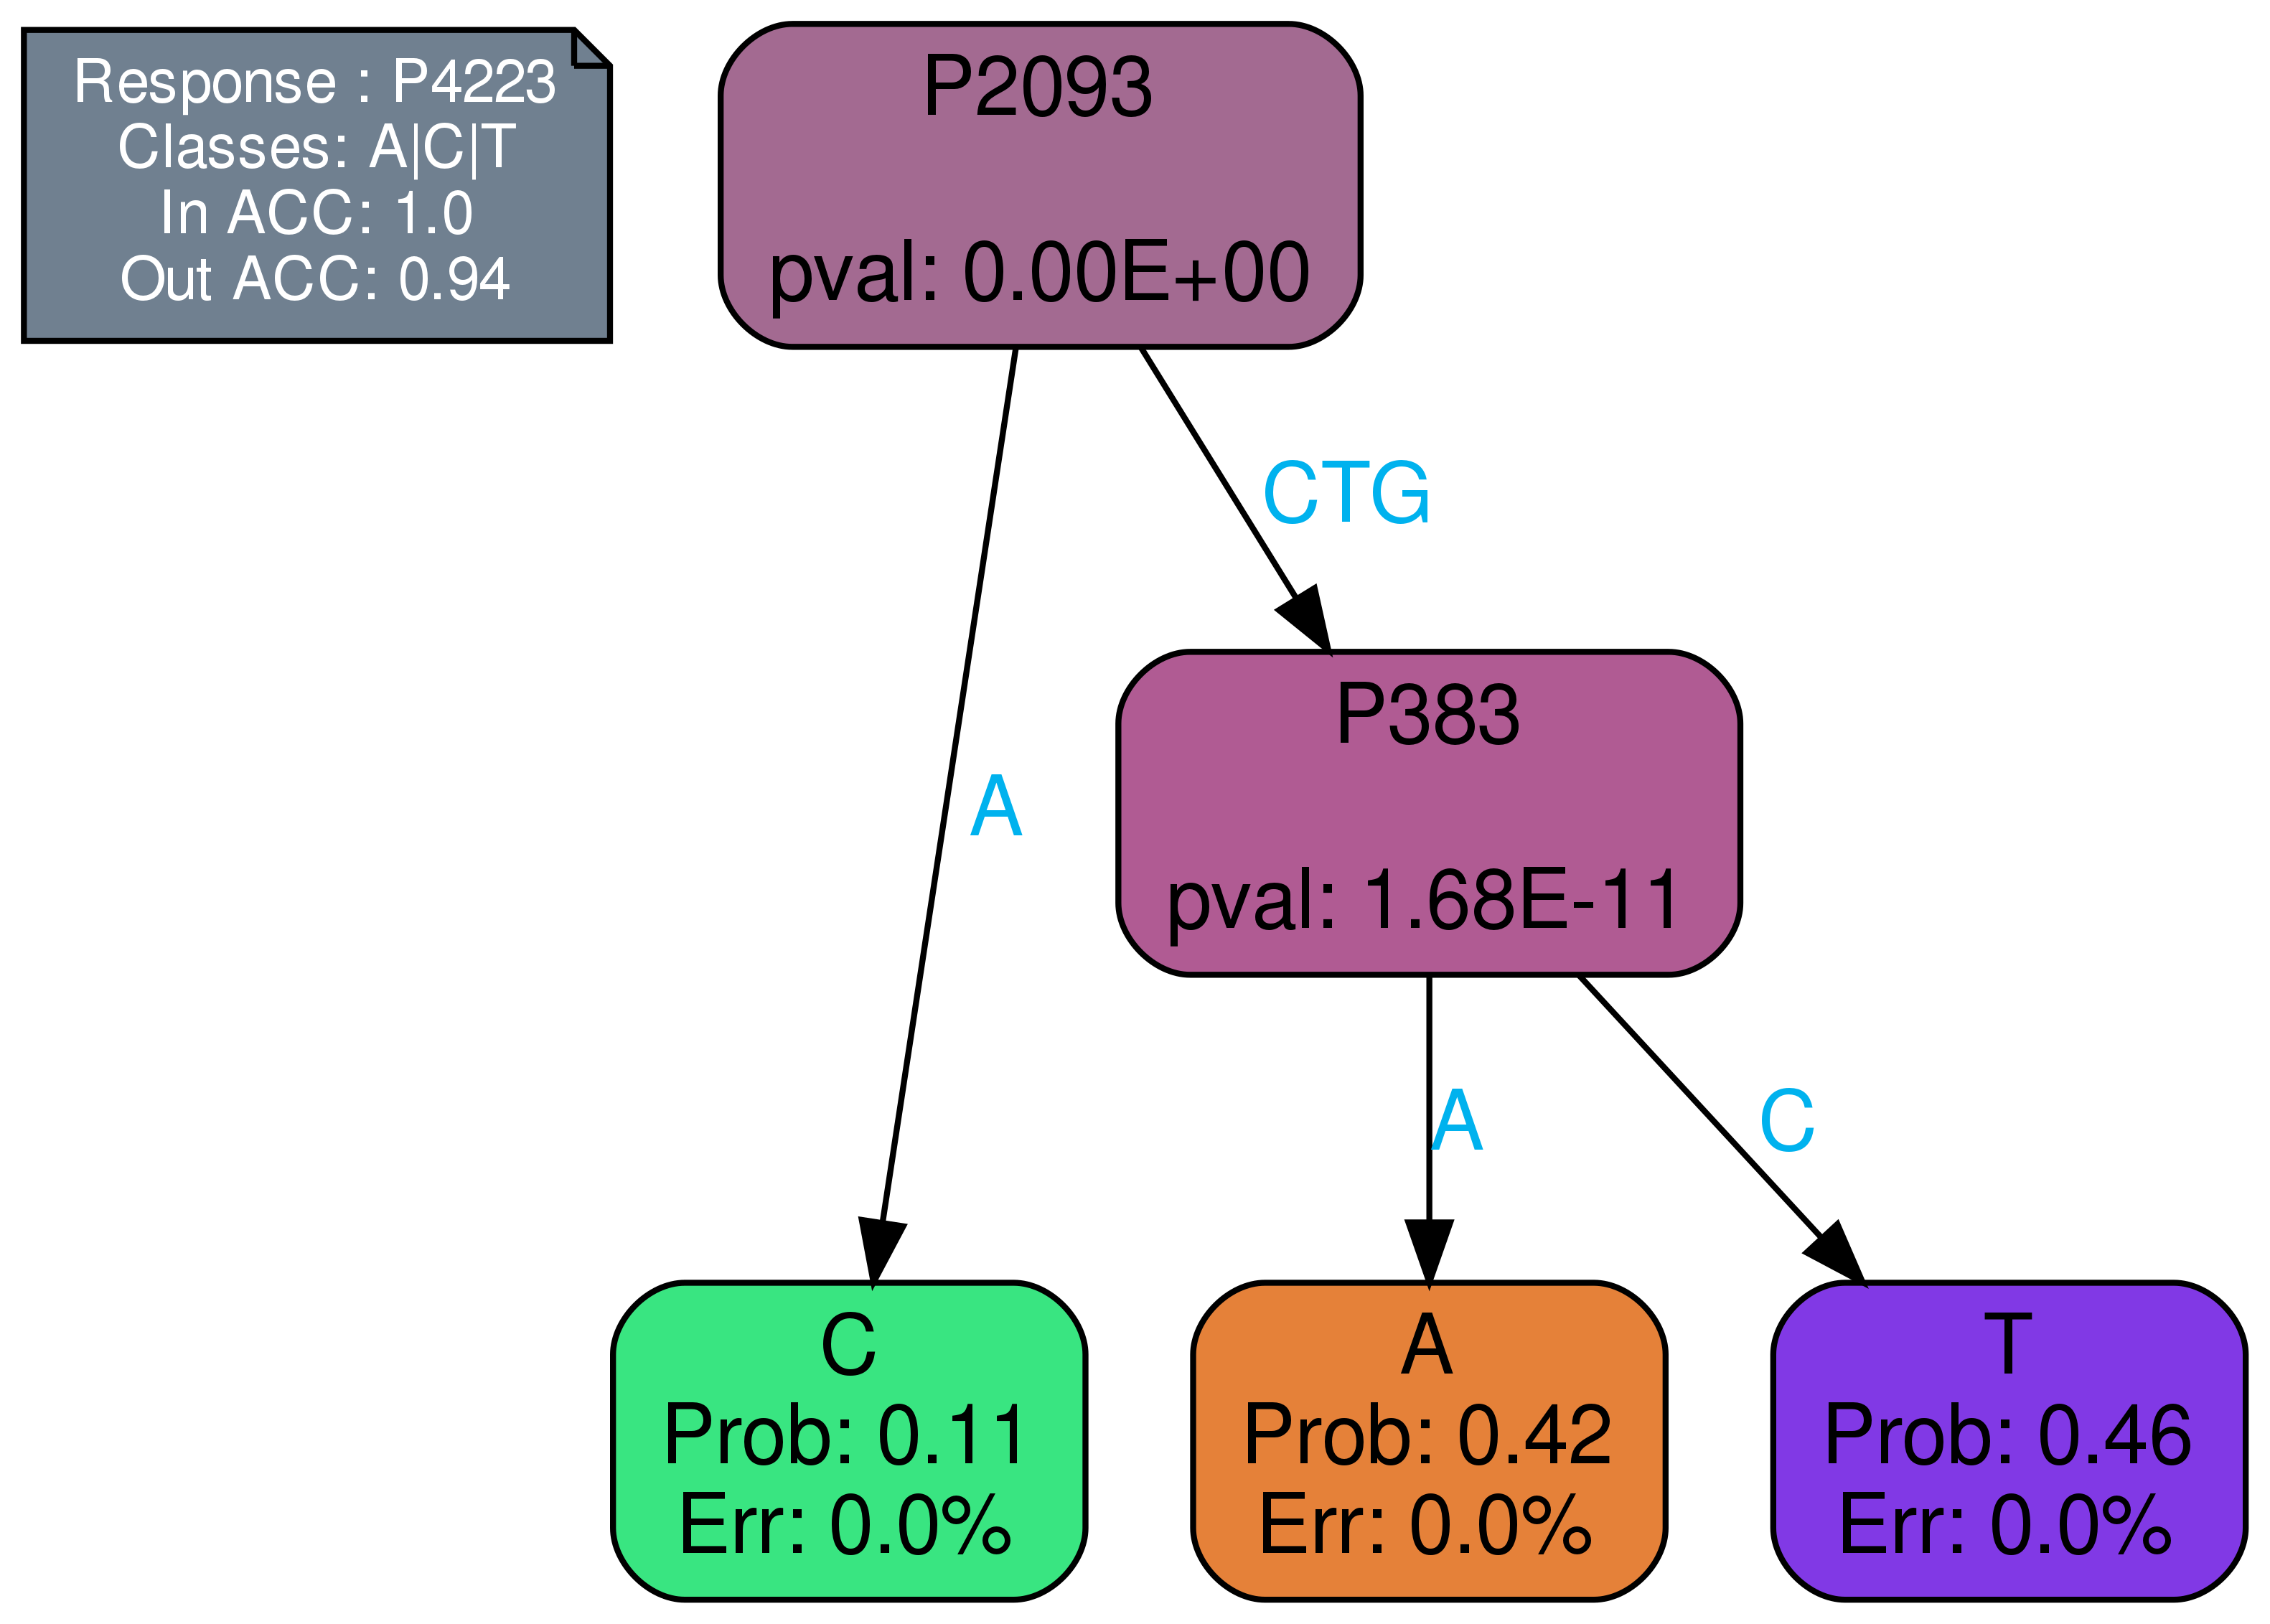 Response : P4223
Classes: A|C|T
In ACC: 1.0
Out ACC: 0.94
P2093
pval: 0.00E+00
CTG
P383
pval: 1.68E-11
A
A
C
C
Prob: 0.11
Err: 0.0%
A
Prob: 0.42
Err: 0.0%
T
Prob: 0.46
Err: 0.0%